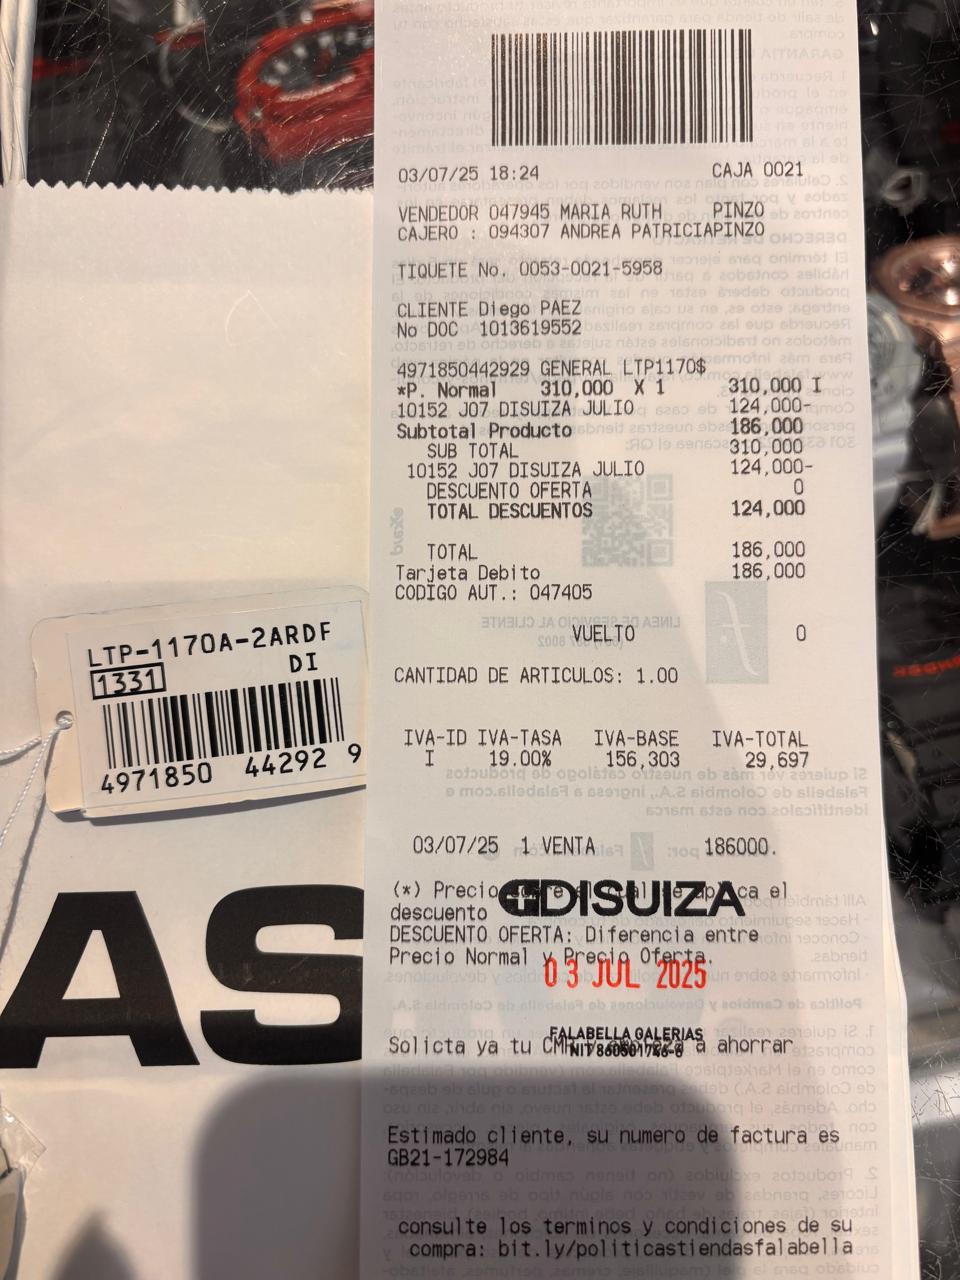 03/07/25 18:24 CAJA 0021
VENDEDOR 047945 MARIA RUTH PINZO
CAJERO : 094307 ANDREA PATRICIAPINZO
TIQUETE No. 0053-0021-5958
CLIENTE Diego PAEZ
No DOC 1013619552
4971850442929 GENERAL LTP1170$
*P. Normal 310,000 X 1 310,000 I
10152 J07 DISUIZA JULIO 124,000-
Subtotal Producto 186,000
SUB TOTAL 310,000
10152 J07 DISUIZA JULIO 124,000-
DESCUENTO OFERTA 0
TOTAL DESCUENTOS 124,000
TOTAL 186,000
Tarjeta Debito 186,000
CODIGO AUT.: 047405
VUELTO 0
CANTIDAD DE ARTICULOS: 1.00
IVA-ID IVA-TASA IVA-BASE IVA-TOTAL
I 19.00% 156,303 29,697
03/07/25 1 VENTA 186000.
(*) Precio el
descuento
DISUIZA
DESCUENTO OFERTA: Diferencia entre
Precio Normal y Precio Oferta.
03 JUL 2025
FALABELLA GALERIAS
NIT 860501746-6
Solicta ya tu a ahorrar
Estimado cliente, su numero de factura es
GB21-172984
consulte los terminos y condiciones de su
compra: bit.ly/politicastiendasfalabella
LTP-1170A-2ARDF
1331 DI
4971850 44292 9
AS